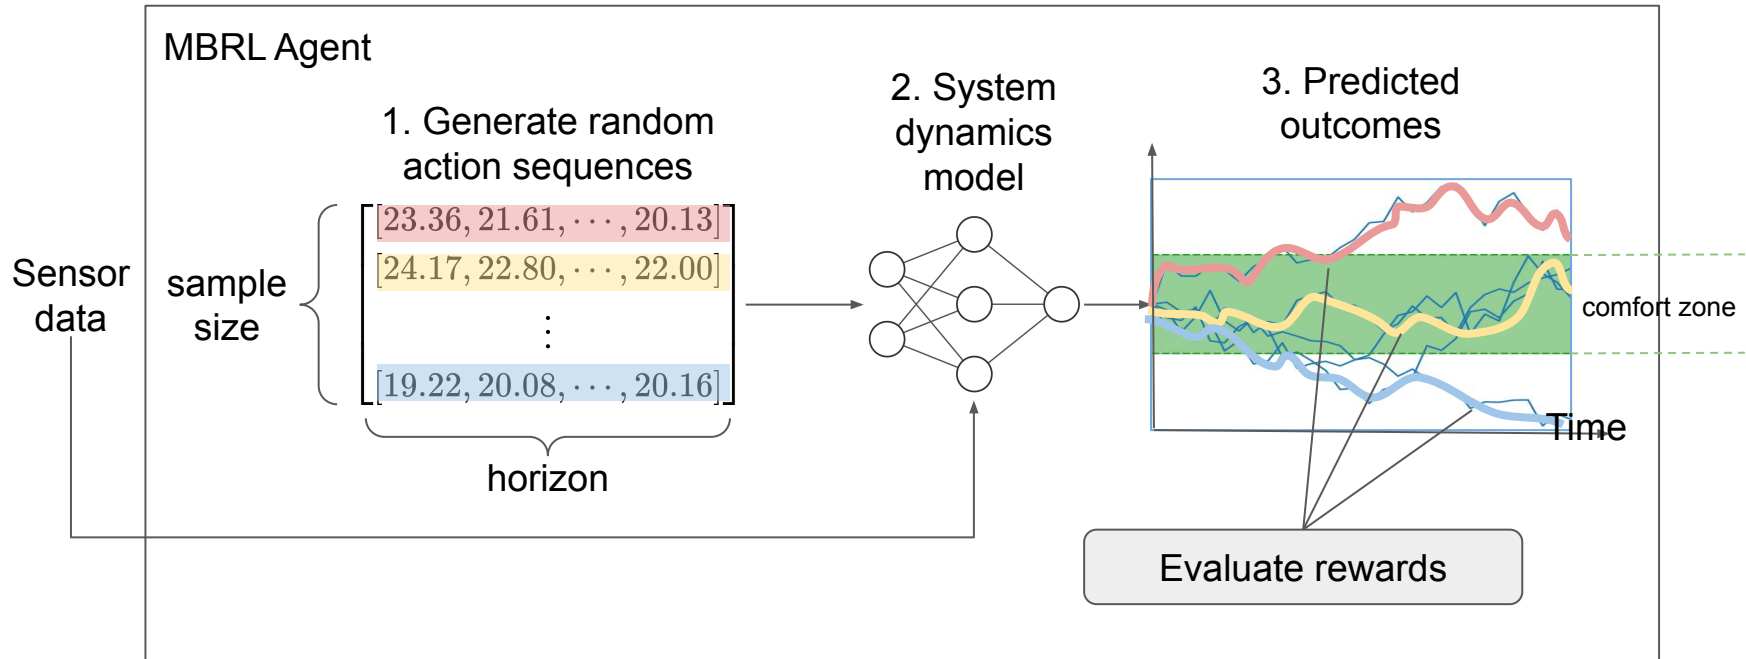 MBRL Agent
1. Generate random
action sequences
[23.36, 21.61, ⋯, 20.13]
[24.17, 22.80, ⋯, 22.00]
⋮
[19.22, 20.08, ⋯, 20.16]
sample
size
horizon
Sensor
data
2. System
dynamics
model
3. Predicted
outcomes
comfort zone
Time
Evaluate rewards